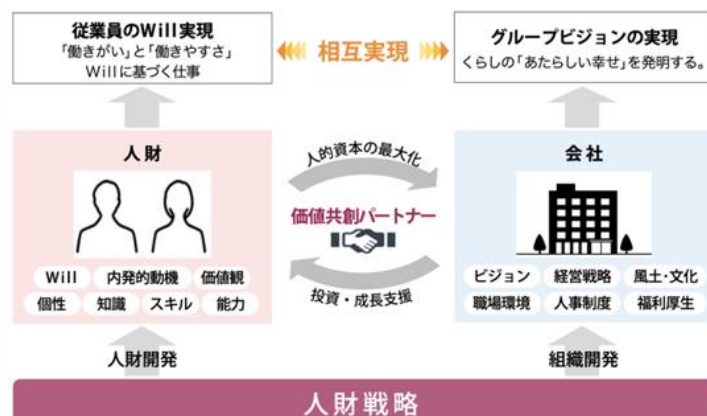 従業員のWill実現
「働きがい」と「働きやすさ」
Willに基づく仕事
相互実現
グループビジョンの実現
くらしの「あたらしい幸せ」を発明する。
人財
Will 内発的動機 価値観
個性 知識 スキル 能力
人的資本の最大化
価値共創パートナー
投資・成長支援
会社
ビジョン 経営戦略 風土・文化
職場環境 人事制度 福利厚生
人財開発
組織開発
人財戦略